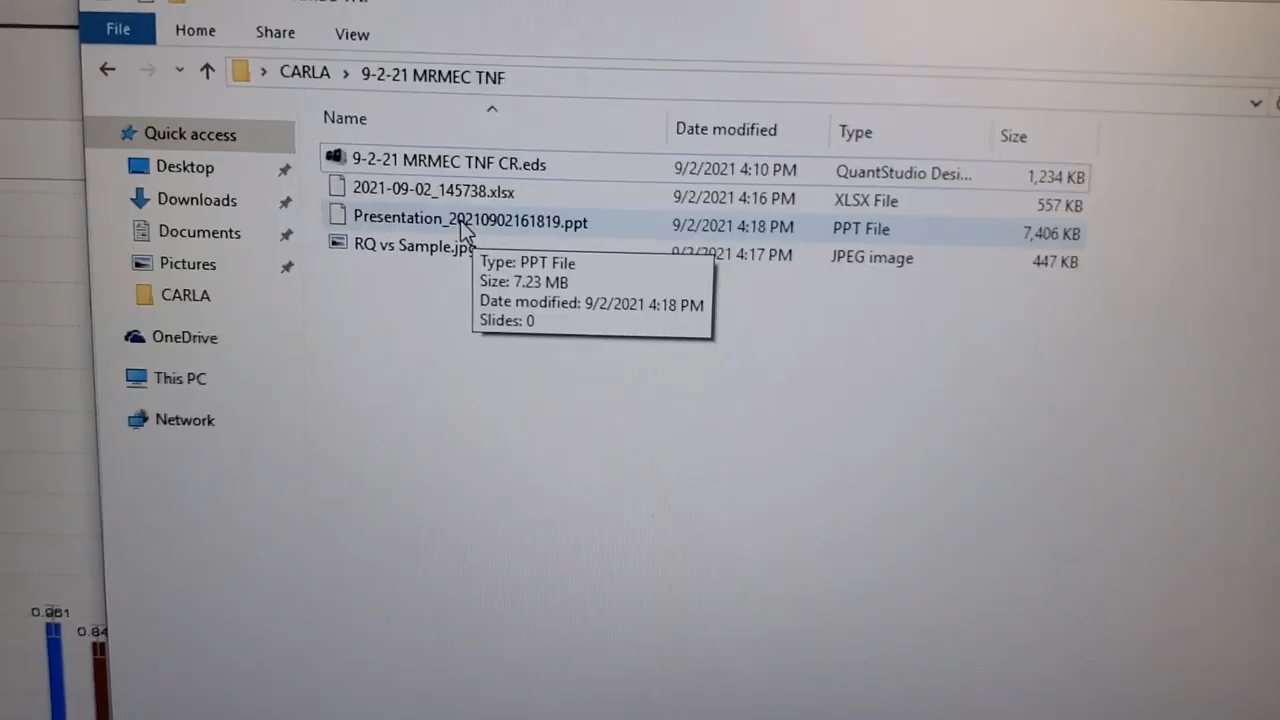 File Home Share View
CARLA 9-2-21 MRMEC TNF
Name Date modified Type Size
Quick access
Desktop
Downloads
Documents
Pictures
CARLA
OneDrive
This PC
Network
9-2-21 MRMEC TNF CR.eds 9/2/2021 4:10 PM QuantStudio Desi... 1,234 KB
2021-09-02_145738.xlsx 9/2/2021 4:16 PM XLSX File 557 KB
Presentation_20210902161819.ppt 9/2/2021 4:18 PM PPT File 7,406 KB
RQ vs Sample.jpg 9/2/2021 4:17 PM JPEG image 447 KB
Type: PPT File
Size: 7.23 MB
Date modified: 9/2/2021 4:18 PM
Slides: 0
0.961
0.84